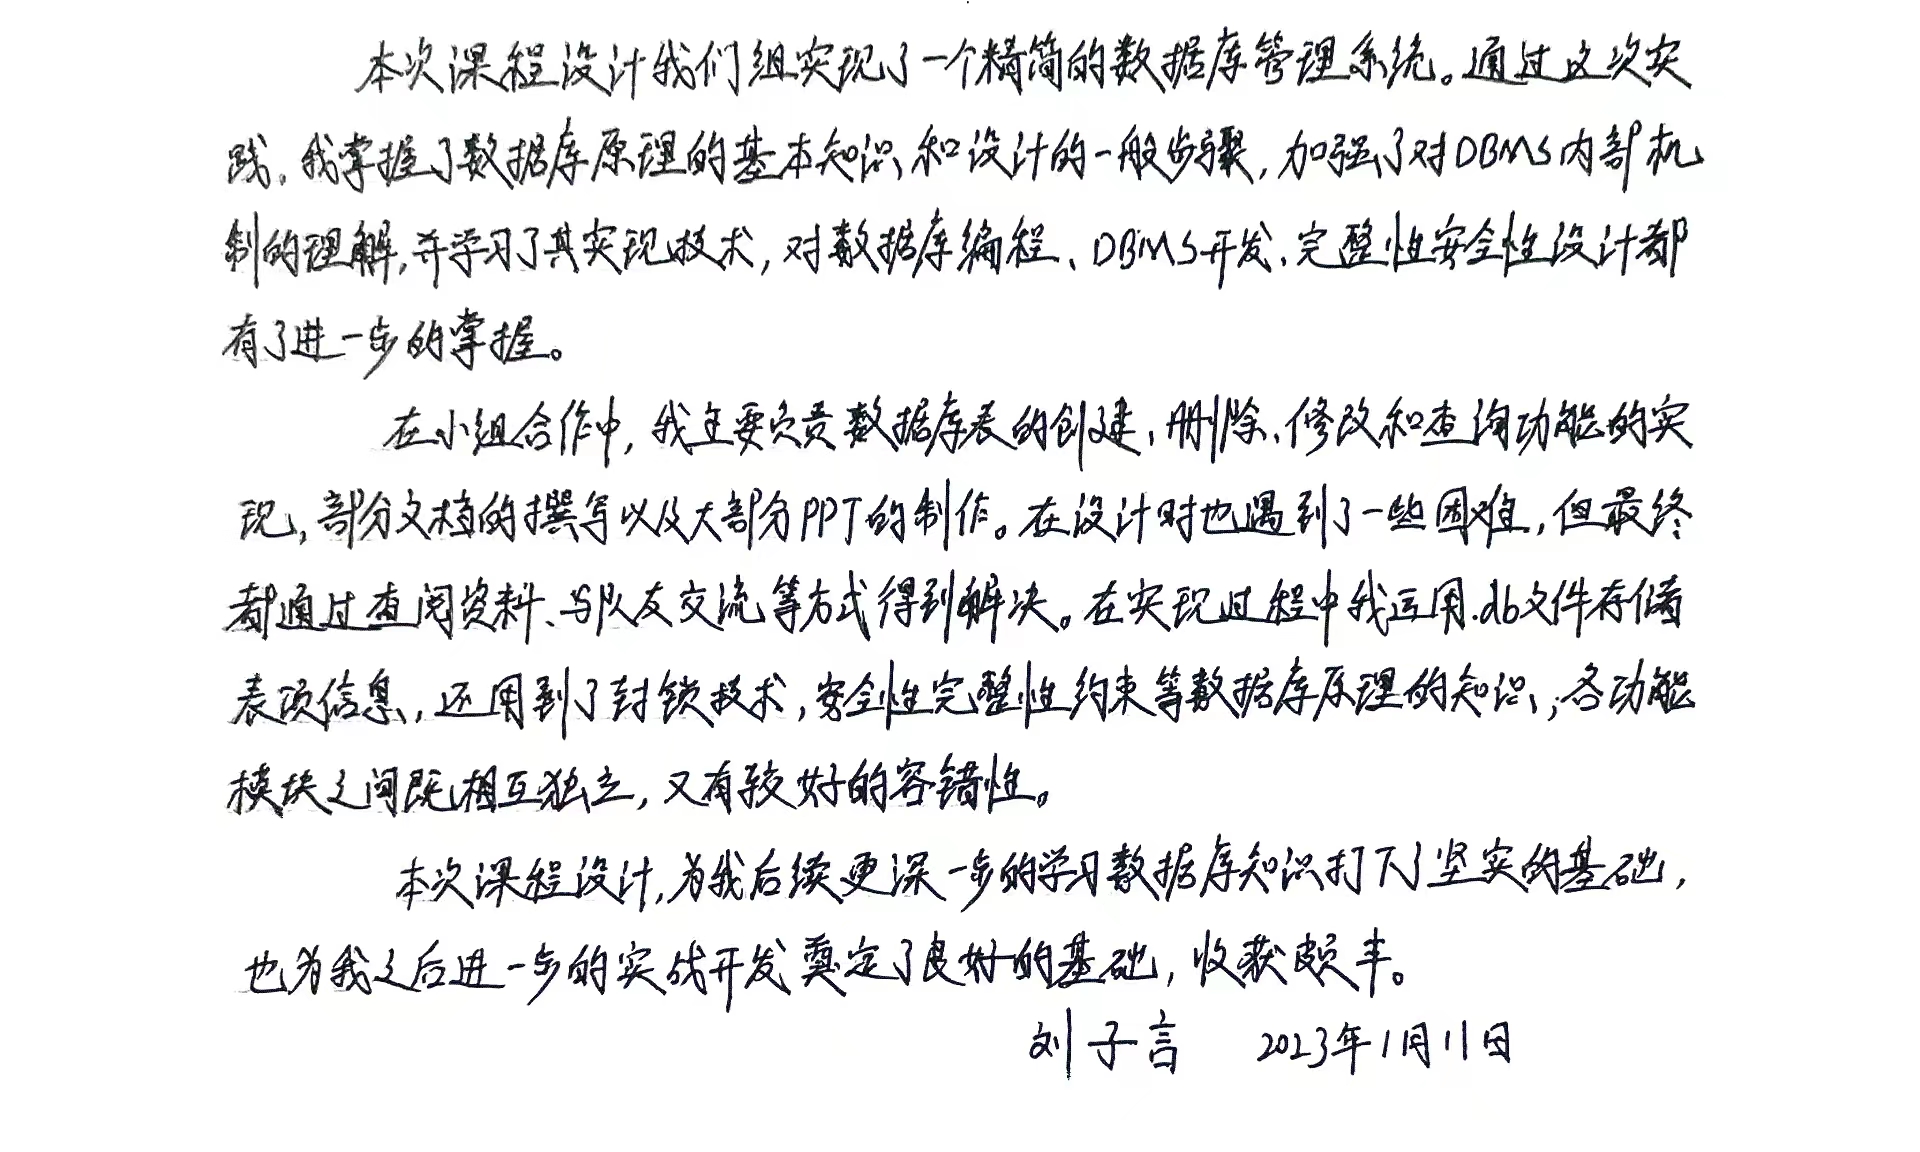 本次课程设计我们组实现了一个精简的数据库管理系统。通过这次实
践,我掌握了数据库原理的基本知识和设计的一般步骤,加强了对DBMS内部机
制的理解,并学习了其实现技术,对数据库编程、DBMS开发、完整性安全性设计都
有了进一步的掌握。
在小组合作中,我主要负责数据库表的创建、删除、修改和查询功能的实
现,部分文档的撰写以及大部分PPT的制作。在设计时也遇到了一些困难,但最终
都通过查阅资料、与队友交流等方式得到解决。在实现过程中我运用.db文件存储
表项信息,还用到了封锁技术,安全性完整性约束等数据库原理的知识,;各功能
模块之间既相互独立,又有较好的容错性。
本次课程设计,为我后续更深一步的学习数据库知识打下了坚实的基础,
也为我之后进一步的实战开发奠定了良好的基础,收获颇丰。
刘子言 2023年1月11日